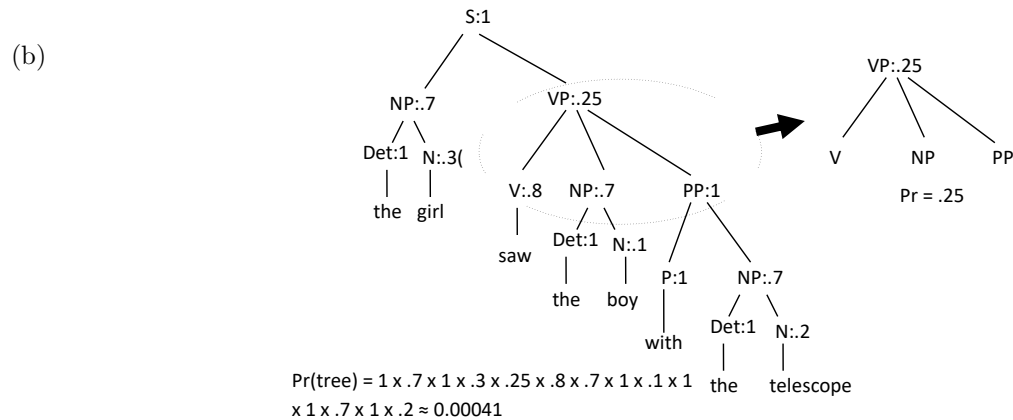 S:1
(b)
VP:.25
NP:.7
VP:.25
Det:1
N:.3(
V
NP
PP
V:.8
NP:.7
PP:1
Pr = .25
the
girl
saw
Det:1
N:.1
P:1
NP:.7
the
boy
Det:1
N:.2
with
Pr(tree) = 1 x .7 x 1 x .3 x .25 x .8 x .7 x 1 x .1 x 1
the
telescope
x 1 x .7 x 1 x .2 ≈ 0.00041